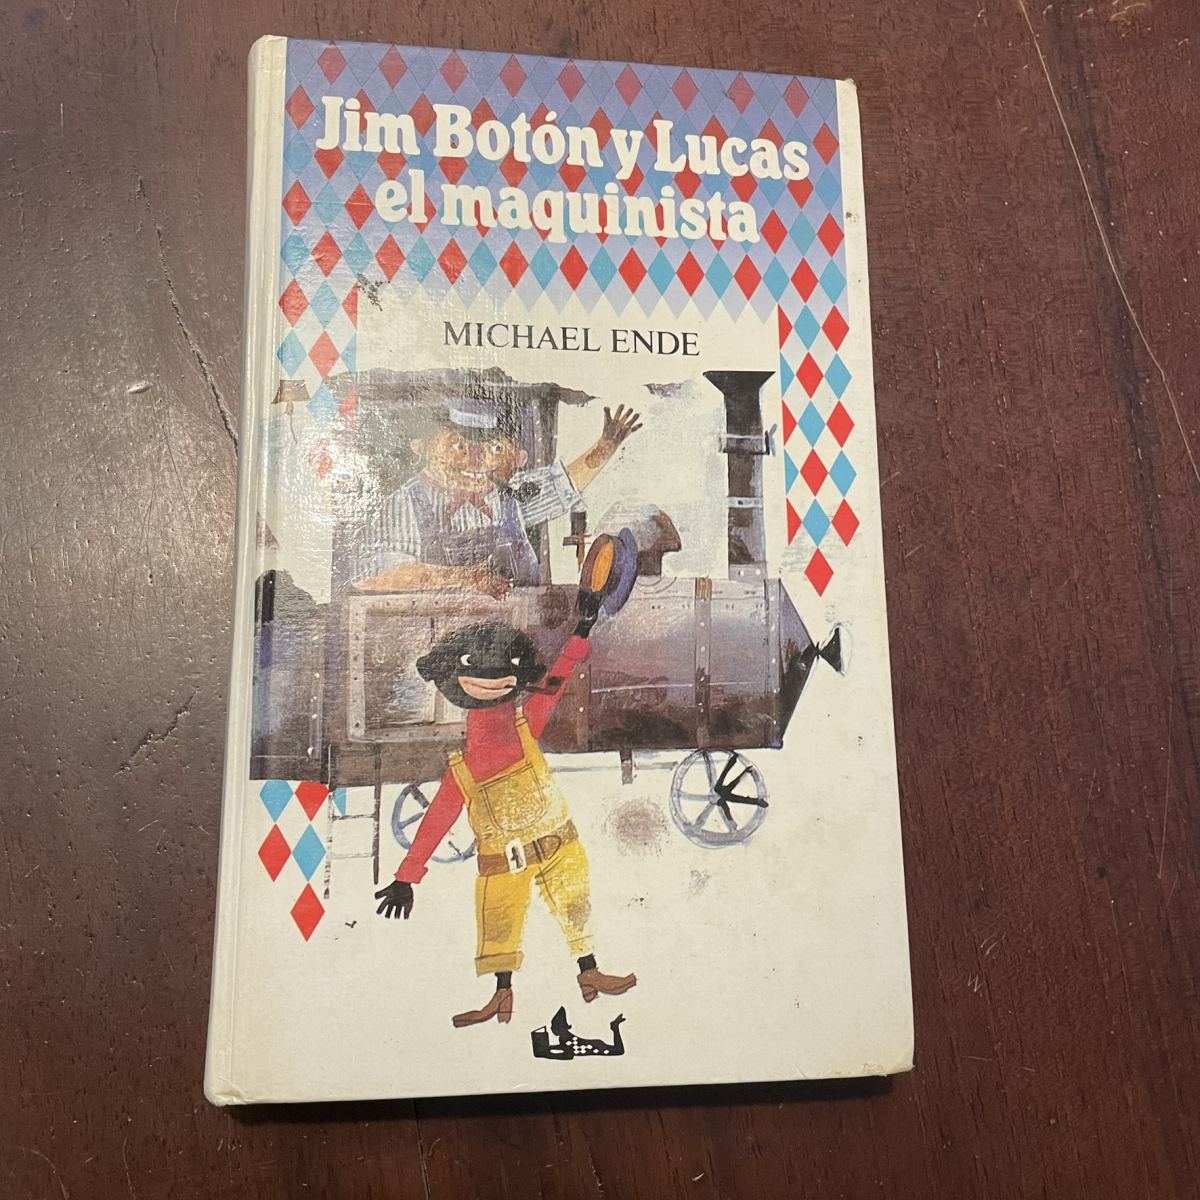 Jim Botón y Lucas
el maquinista
MICHAEL ENDE